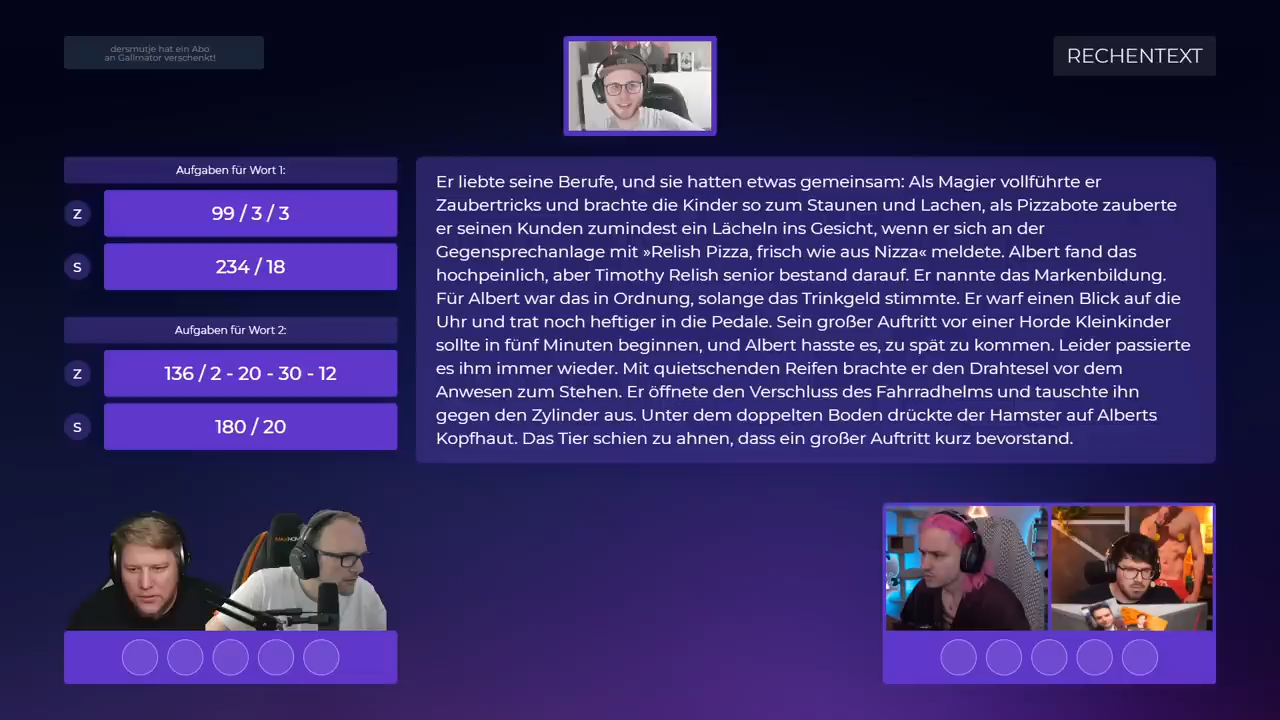 dersmutje hat ein Abo
an Gallmator verschenkt!
RECHENTEXT
Aufgaben für Wort 1:
Z
99 / 3 / 3
S
234 / 18
Aufgaben für Wort 2:
Z
136 / 2 - 20 - 30 - 12
S
180 / 20
Er liebte seine Berufe, und sie hatten etwas gemeinsam: Als Magier vollführte er
Zaubertricks und brachte die Kinder so zum Staunen und Lachen, als Pizzabote zauberte
er seinen Kunden zumindest ein Lächeln ins Gesicht, wenn er sich an der
Gegensprechanlage mit »Relish Pizza, frisch wie aus Nizza« meldete. Albert fand das
hochpeinlich, aber Timothy Relish senior bestand darauf. Er nannte das Markenbildung.
Für Albert war das in Ordnung, solange das Trinkgeld stimmte. Er warf einen Blick auf die
Uhr und trat noch heftiger in die Pedale. Sein großer Auftritt vor einer Horde Kleinkinder
sollte in fünf Minuten beginnen, und Albert hasste es, zu spät zu kommen. Leider passierte
es ihm immer wieder. Mit quietschenden Reifen brachte er den Drahtesel vor dem
Anwesen zum Stehen. Er öffnete den Verschluss des Fahrradhelms und tauschte ihn
gegen den Zylinder aus. Unter dem doppelten Boden drückte der Hamster auf Alberts
Kopfhaut. Das Tier schien zu ahnen, dass ein großer Auftritt kurz bevorstand.